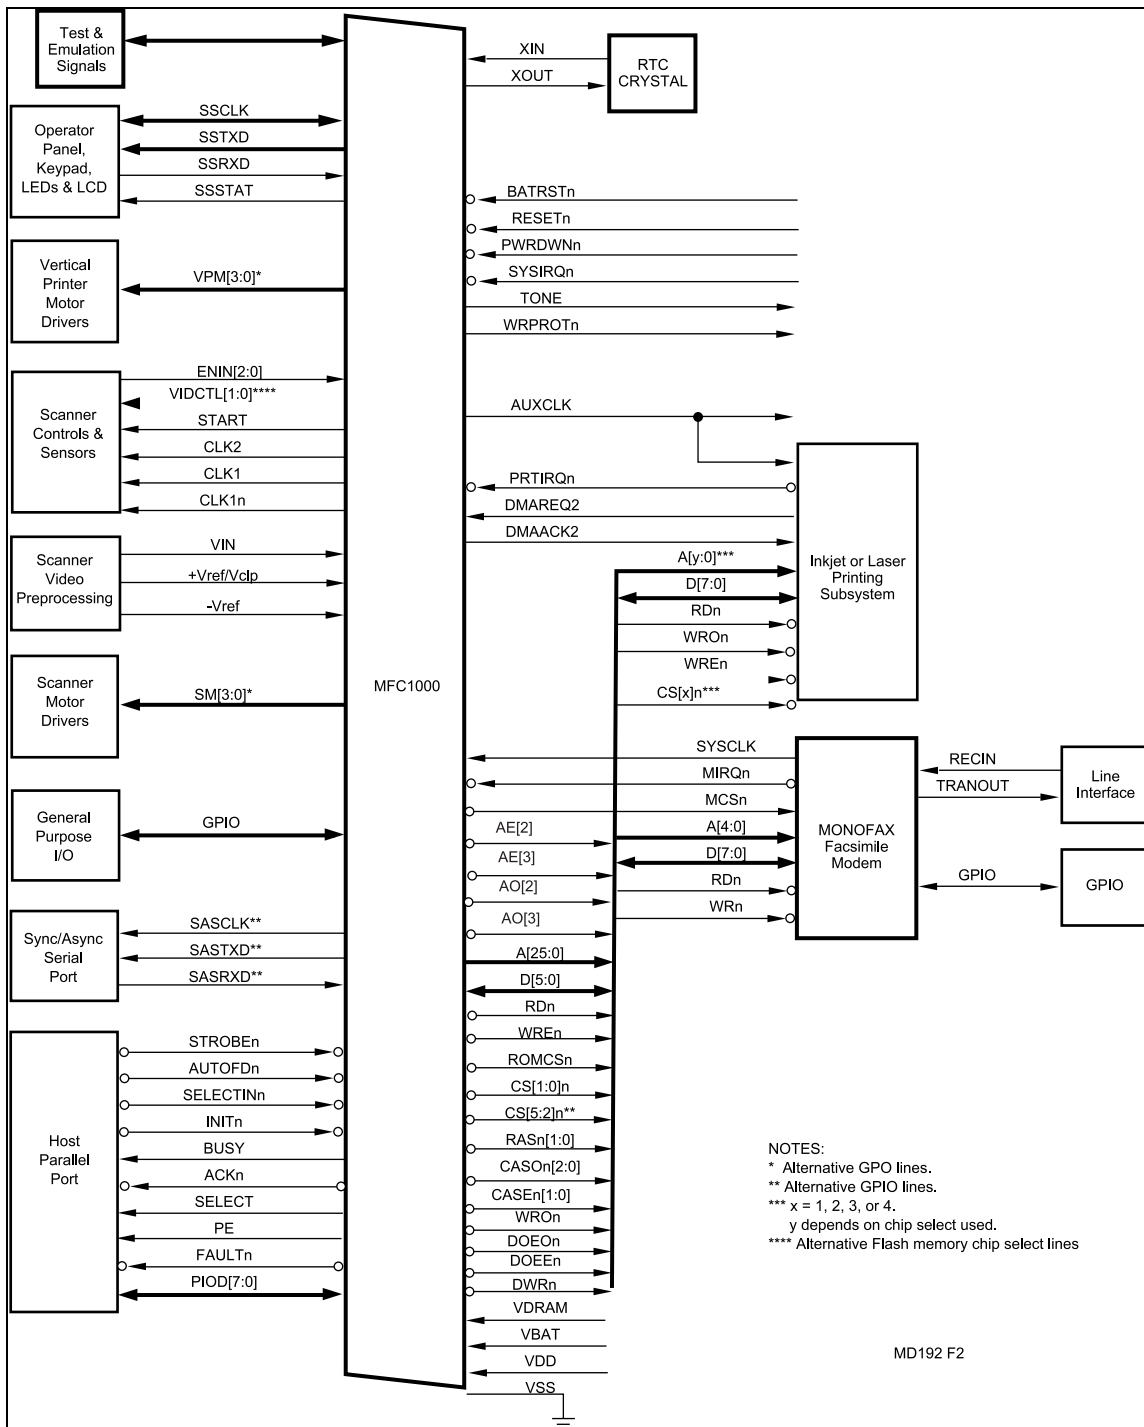 Test &
Emulation
Signals
Operator
Panel,
Keypad,
LEDs & LCD
SSCLK
SSTXD
SSRXD
SSSTAT
Vertical
Printer
Motor
Drivers
VPM[3:0]*
Scanner
Controls &
Sensors
ENIN[2:0]
VIDCTL[1:0]****
START
CLK2
CLK1
CLK1n
Scanner
Video
Preprocessing
VIN
+Vref/Vclp
-Vref
Scanner
Motor
Drivers
SM[3:0]*
General
Purpose
I/O
GPIO
Sync/Async
Serial
Port
SASCLK**
SASTXD**
SASRXD**
Host
Parallel
Port
STROBEn
AUTOFDn
SELECTINn
INITn
BUSY
ACKn
SELECT
PE
FAULTn
PIOD[7:0]
MFC1000
XIN
XOUT
RTC
CRYSTAL
BATRSTn
RESETn
PWRDWNn
SYSIRQn
TONE
WRPROTn
AUXCLK
PRTIRQn
DMAREQ2
DMAACK2
A[y:0]***
D[7:0]
RDn
WROn
WREn
CS[x]n***
Inkjet or Laser
Printing
Subsystem
SYSCLK
MIRQn
MCSn
A[4:0]
D[7:0]
RDn
WRn
MONOFAX
Facsimile
Modem
RECIN
TRANOUT
Line
Interface
GPIO
GPIO
AE[2]
AE[3]
AO[2]
AO[3]
A[25:0]
D[5:0]
RDn
WREn
ROMCSn
CS[1:0]n
CS[5:2]n**
RASn[1:0]
CASOn[2:0]
CASEn[1:0]
WROn
DOEOn
DOEEn
DWRn
VDRAM
VBAT
VDD
VSS
NOTES:
* Alternative GPO lines.
** Alternative GPIO lines.
*** x = 1, 2, 3, or 4.
y depends on chip select used.
**** Alternative Flash memory chip select lines
MD192 F2